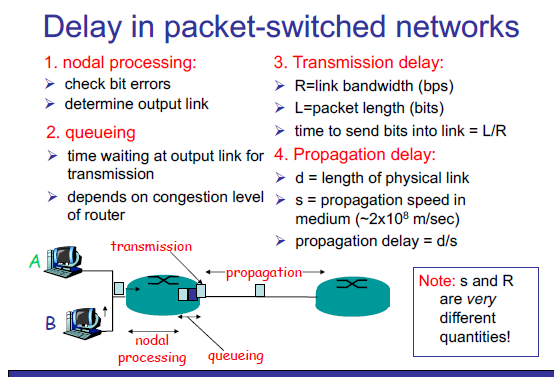 Delay in packet-switched networks
1. nodal processing:
➢ check bit errors
➢ determine output link
2. queueing
➢ time waiting at output link for
transmission
➢ depends on congestion level
of router
3. Transmission delay:
➢ R=link bandwidth (bps)
➢ L=packet length (bits)
➢ time to send bits into link = L/R
4. Propagation delay:
➢ d = length of physical link
➢ s = propagation speed in
medium (~2x10⁸ m/sec)
➢ propagation delay = d/s
transmission
A
propagation
B
nodal
processing
queueing
Note: s and R
are very
different
quantities!